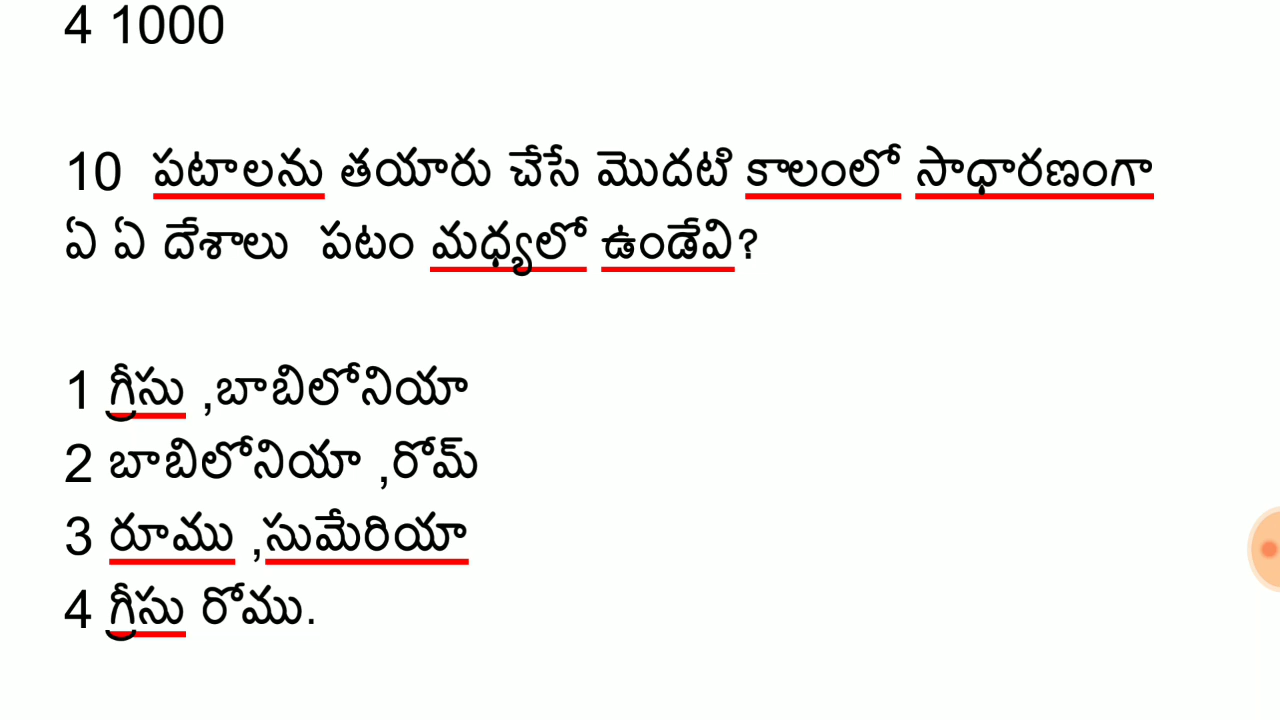 4 1000
10 పటాలను తయారు చేసే మొదటి కాలంలో సాధారణంగా
ఏ ఏ దేశాలు పటం మధ్యలో ఉండేవి?
1 గ్రీసు ,బాబిలోనియా
2 బాబిలోనియా ,రోమ్
3 రూము ,సుమేరియా
4 గ్రీసు రోము.